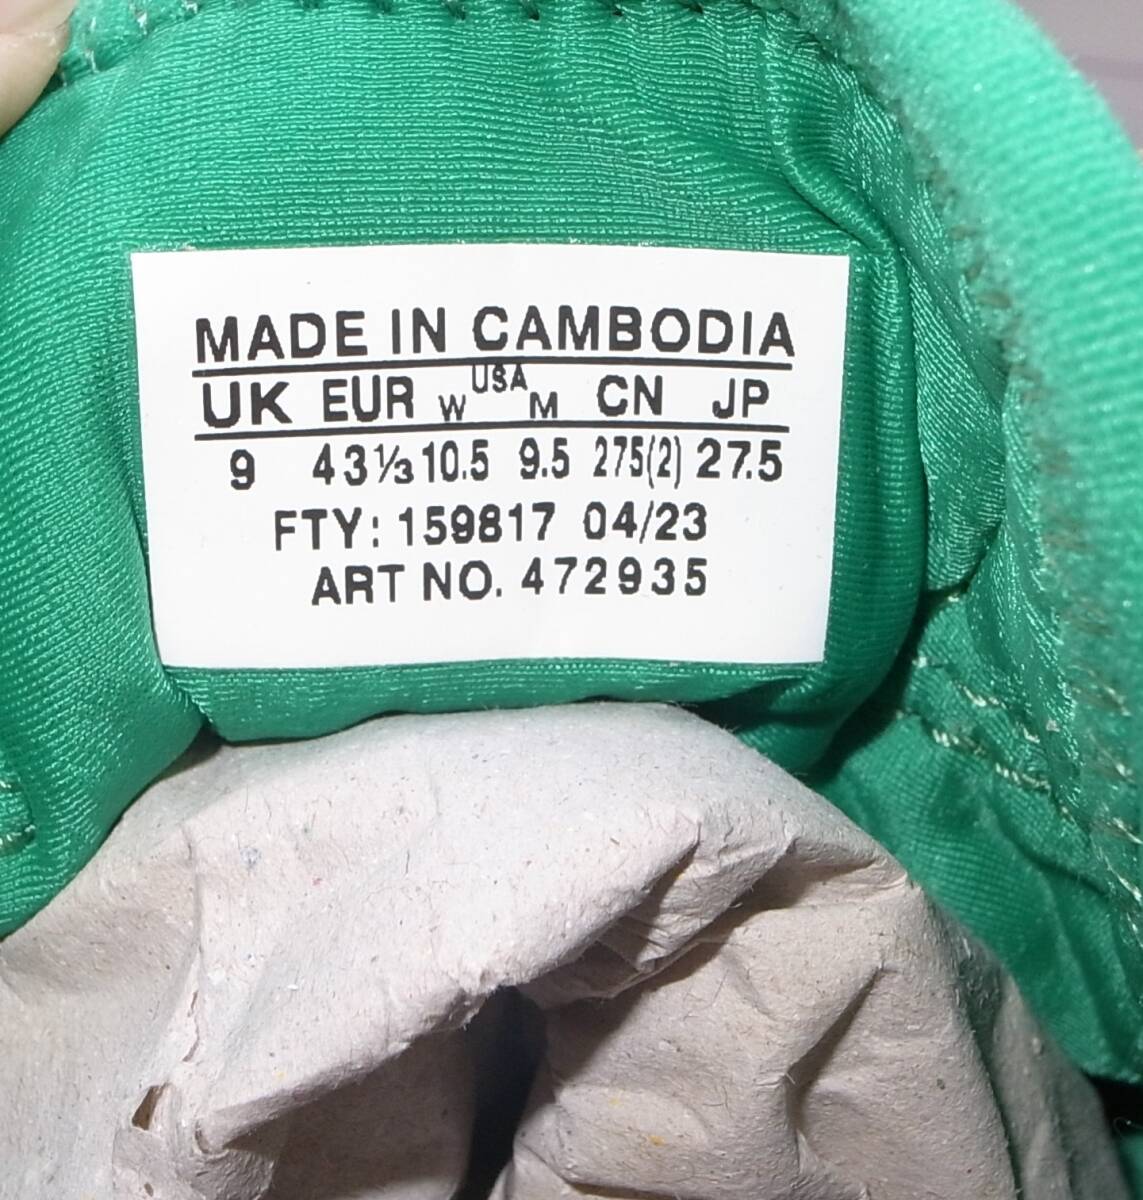 MADE IN CAMBODIA
UK EUR W USA M CN JP
9 43⅓ 10.5 9.5 275(2) 27.5
FTY: 159817 04/23
ART NO. 472935